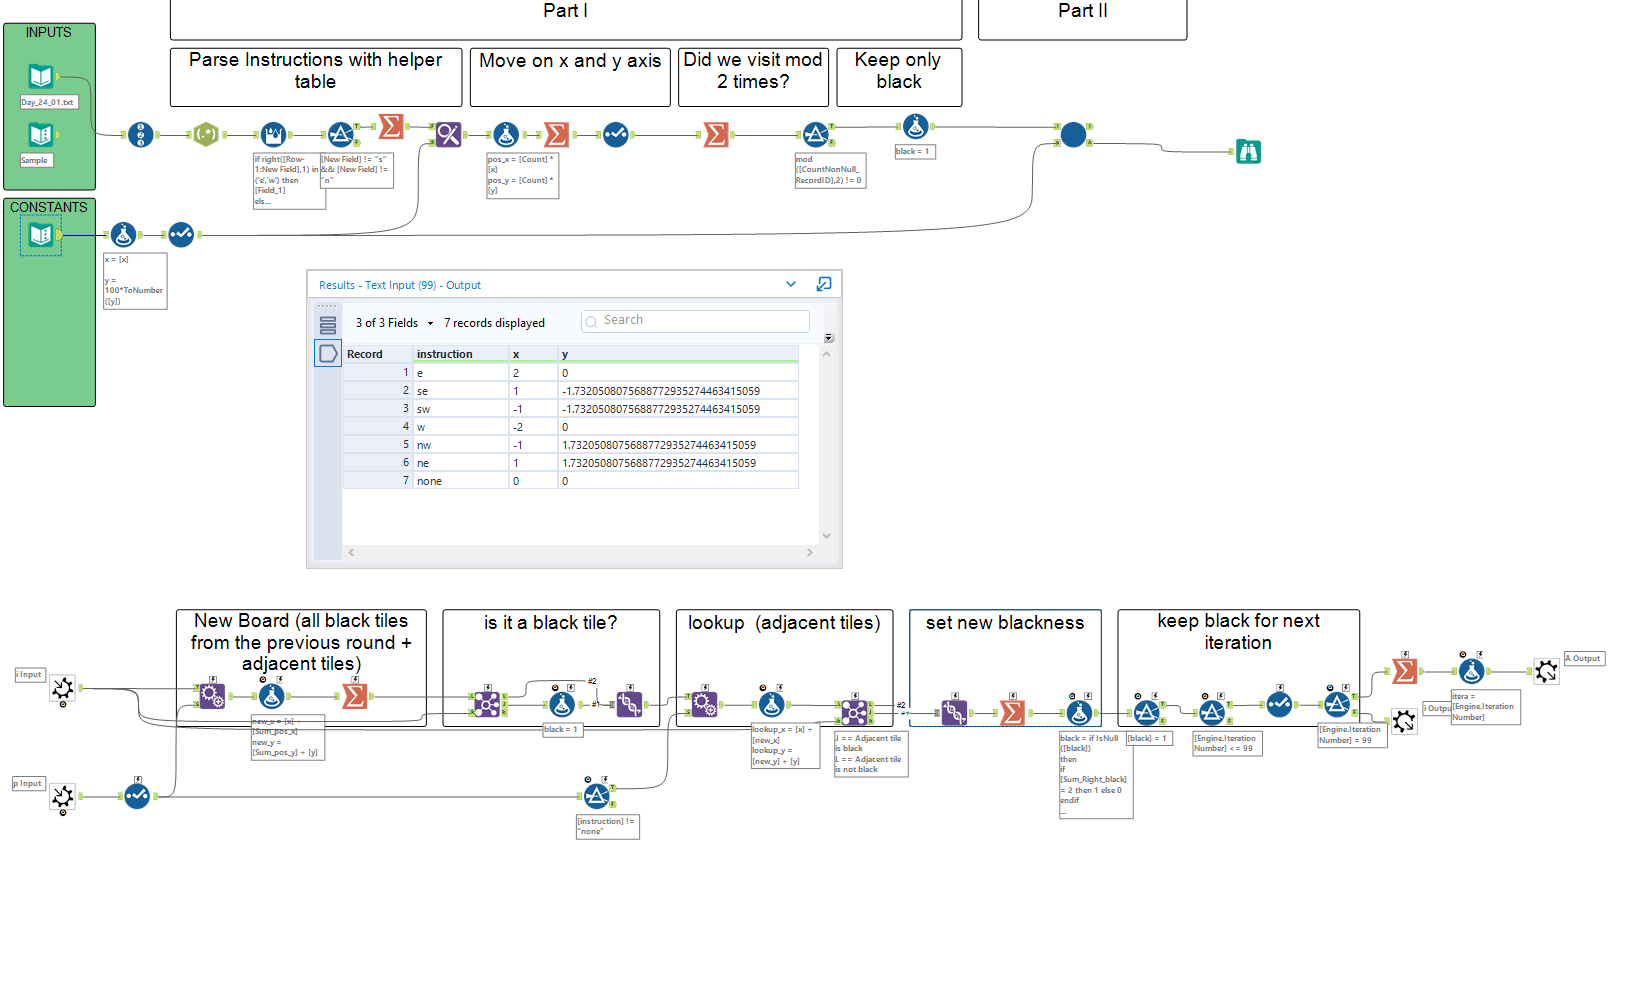 Part I
Part II
INPUTS
Day_24_01.txt
Sample
CONSTANTS
Parse Instructions with helper
table
Move on x and y axis
Did we visit mod
2 times?
Keep only
black
if right([Row-
1:New Field],1) in
('e','w') then
[Field_1]
els...
[New Field] != "s"
&& [New Field] !=
"n"
pos_x = [Count] *
[x]
pos_y = [Count] *
[y]
mod
([CountNonNull_
RecordID],2) != 0
black = 1
x = [x]
y =
100*ToNumber
([y])
Results - Text Input (99) - Output
3 of 3 Fields
7 records displayed
Search
Record instruction x y
1 e 2 0
2 se 1 -1.7320508075688772935274463415059
3 sw -1 -1.7320508075688772935274463415059
4 w -2 0
5 nw -1 1.7320508075688772935274463415059
6 ne 1 1.7320508075688772935274463415059
7 none 0 0
New Board (all black tiles
from the previous round +
adjacent tiles)
is it a black tile?
lookup (adjacent tiles)
set new blackness
keep black for next
iteration
i Input
p Input
new_x = [x] +
[Sum_pos_x]
new_y =
[Sum_pos_y] + [y]
#2
#1
black = 1
[instruction] !=
"none"
lookup_x = [x] +
[new_x]
lookup_y =
[new_y] + [y]
J == Adjacent tile
is black
L == Adjacent tile
is not black
#2
#1
black = if IsNull
([black])
then
if
[Sum_Right_black]
= 2 then 1 else 0
endif
...
[black] = 1
[Engine.Iteration
Number] <= 99
[Engine.Iteration
Number] = 99
i Outpu
itera =
[Engine.Iteration
Number]
A Output